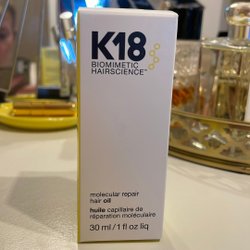 K18
BIOMIMETIC
HAIRSCIENCE™
molecular repair
hair oil
huile capillaire de
réparation moléculaire
30 ml / 1 fl oz liq